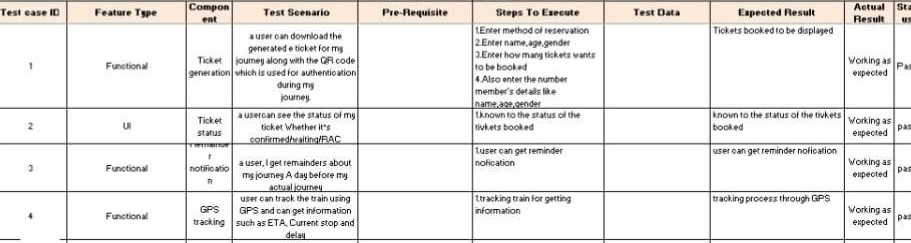 Test case ID Feature Type Compon ent Test Scenario Pre-Requisite Steps To Execute Test Data Expected Result Actual Result
1 Functional Ticket generation
a user can download the
generated e ticket for my
journey along with the QR code
which is used for authentication
during my
journey.
1.Enter method of reservation
2.Enter name,age,gender
3.Enter how many tickets wants
to be booked
4.Also enter the number
member's details like
name,age,gender
Tickets booked to be displayed
Working as
expected
2 UI Ticket status
a usercan see the status of my
ticket Whether it's
confirmed/waiting/RAC
1.known to the status of the
tivkets booked
known to the status of the tivkets
booked
Working as
expected
pas
3 Functional
r
notificatio
n
a user, I get remainders about
my journey A day before my
actual journey
1.user can get reminder
nofication
user can get reminder nofication
Working as
expected
pas
4 Functional GPS tracking
user can track the train using
GPS and can get information
such as ETA, Current stop and
delay
1.tracking train for getting
information
tracking process through GPS
Working as
expected
pas